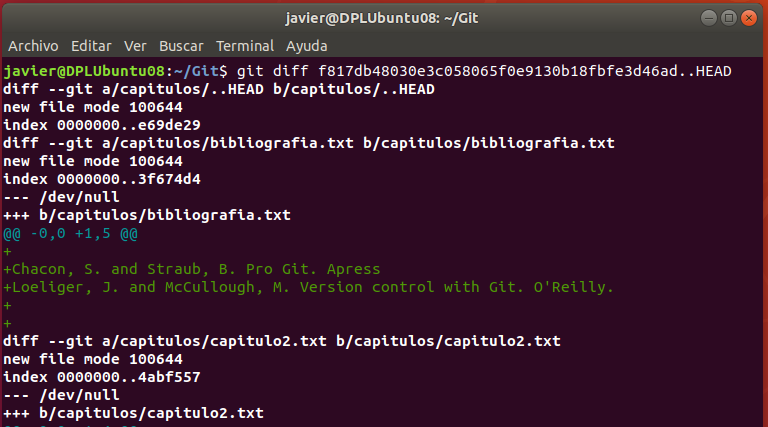 javier@DPLUbuntu08: ~/Git
Archivo Editar Ver Buscar Terminal Ayuda
javier@DPLUbuntu08:~/Git$ git diff f817db48030e3c058065f0e9130b18fbfe3d46ad..HEAD
diff --git a/capitulos/..HEAD b/capitulos/..HEAD
new file mode 100644
index 0000000..e69de29
diff --git a/capitulos/bibliografia.txt b/capitulos/bibliografia.txt
new file mode 100644
index 0000000..3f674d4
--- /dev/null
+++ b/capitulos/bibliografia.txt
@@ -0,0 +1,5 @@
+
+Chacon, S. and Straub, B. Pro Git. Apress
+Loeliger, J. and McCullough, M. Version control with Git. O'Reilly.
+
+
diff --git a/capitulos/capitulo2.txt b/capitulos/capitulo2.txt
new file mode 100644
index 0000000..4abf557
--- /dev/null
+++ b/capitulos/capitulo2.txt